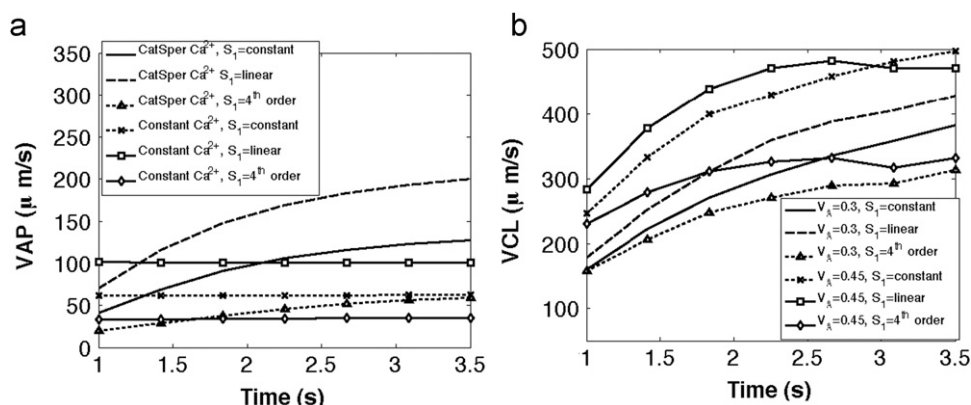 a
VAP (μ m/s)
350
300
250
200
150
100
50
0
CatSper Ca²⁺, S₁=constant
CatSper Ca²⁺ S₁=linear
CatSper Ca²⁺, S₁=4ᵗʰ order
Constant Ca²⁺, S₁=constant
Constant Ca²⁺, S₁=linear
Constant Ca²⁺, S₁=4ᵗʰ order
1 1.5 2 2.5 3 3.5
Time (s)
b
VCL (μ m/s)
500
400
300
200
100
V =0.3, S₁=constant
V =0.3, S₁=linear
V =0.3, S₁=4ᵗʰ order
V =0.45, S₁=constant
V =0.45, S₁=linear
V =0.45, S₁=4ᵗʰ order
1 1.5 2 2.5 3 3.5
Time (s)